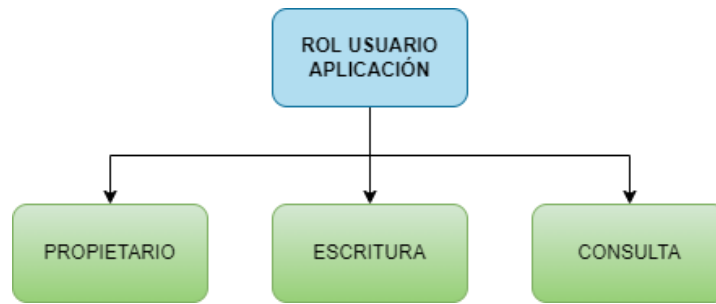 ROL USUARIO
APLICACIÓN
PROPIETARIO
ESCRITURA
CONSULTA